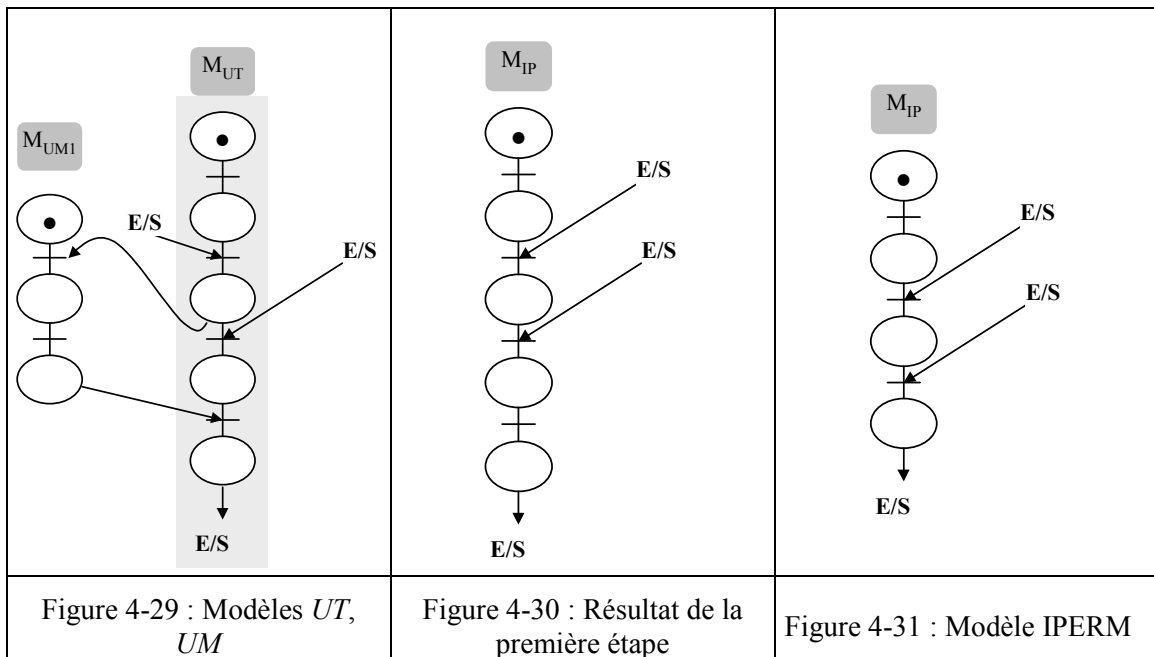 M_UT
M_UM1
E/S
E/S
E/S
M_IP
E/S
E/S
E/S
M_IP
E/S
E/S
E/S
Figure 4-29 : Modèles UT,
UM
Figure 4-30 : Résultat de la
première étape
Figure 4-31 : Modèle IPERM